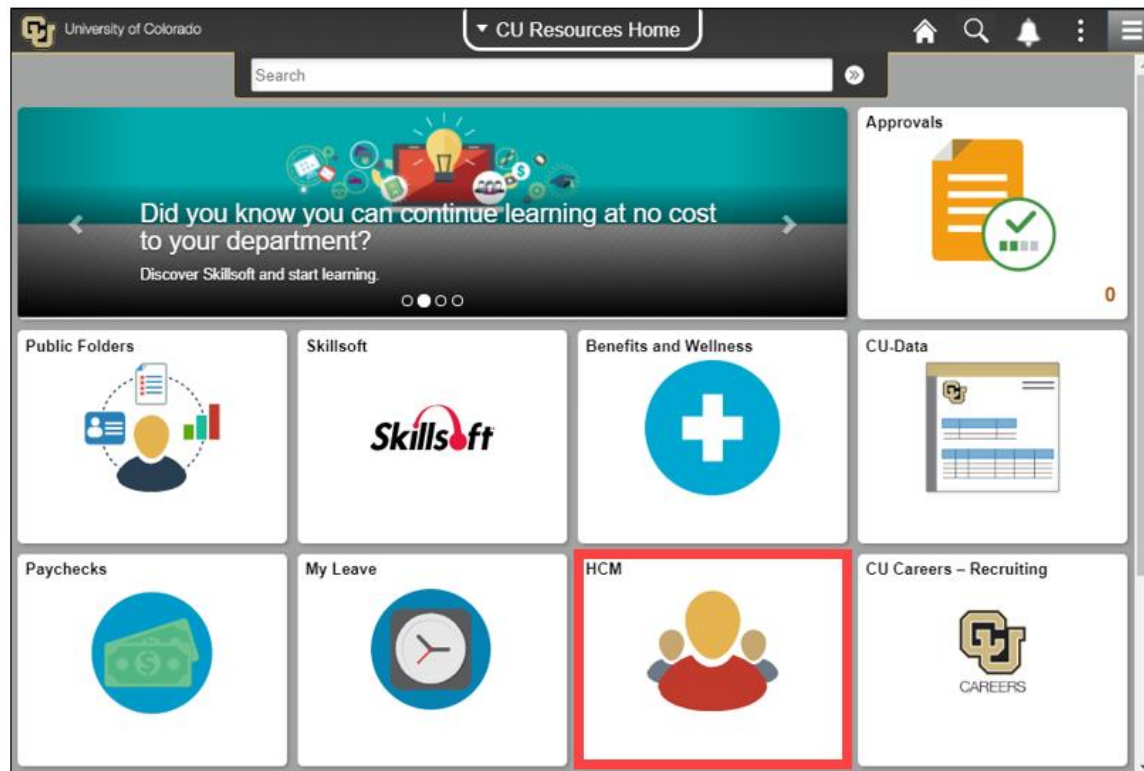 University of Colorado
CU Resources Home
Search
Approvals
Did you know you can continue learning at no cost
to your department?
Discover Skillsoft and start learning.
0
Public Folders
Skillsoft
Benefits and Wellness
CU-Data
Skillsoft
Paychecks
My Leave
HCM
CU Careers – Recruiting
CU
CAREERS